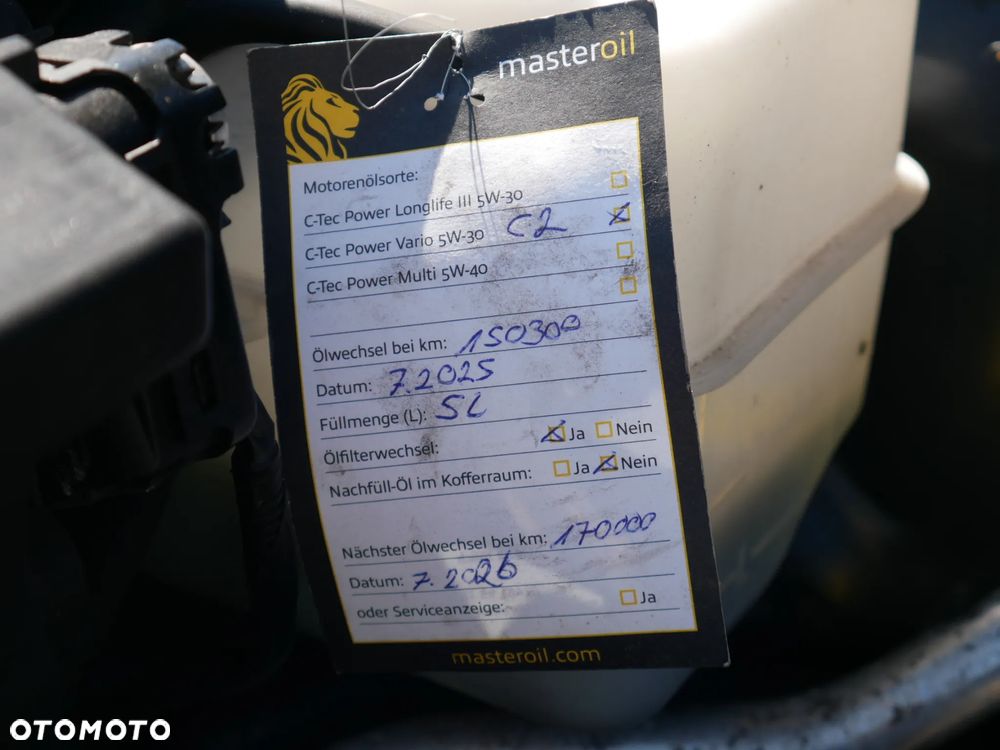 masteroil
Motorenölsorte:
C-Tec Power Longlife III 5W-30
C-Tec Power Vario 5W-30 C2
C-Tec Power Multi 5W-40
Ölwechsel bei km: 150300
Datum: 7.2025
Füllmenge (L): 5L
Ölfilterwechsel: Ja Nein
Nachfüll-Öl im Kofferraum: Ja Nein
Nächster Ölwechsel bei km: 170000
Datum: 7.2026
oder Serviceanzeige: Ja
masteroil.com
OTOMOTO